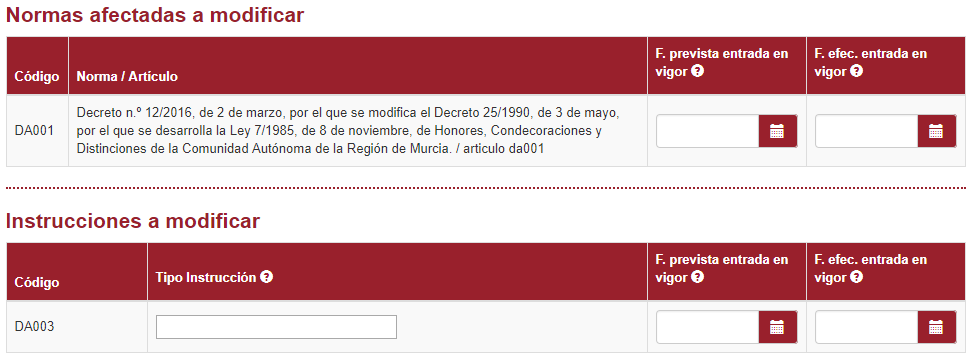 Normas afectadas a modificar
Código Norma / Artículo F. prevista entrada en vigor ? F. efec. entrada en vigor ?
DA001 Decreto n.º 12/2016, de 2 de marzo, por el que se modifica el Decreto 25/1990, de 3 de mayo,
por el que se desarrolla la Ley 7/1985, de 8 de noviembre, de Honores, Condecoraciones y
Distinciones de la Comunidad Autónoma de la Región de Murcia. / articulo da001
Instrucciones a modificar
Código Tipo Instrucción ? F. prevista entrada en vigor ? F. efec. entrada en vigor ?
DA003